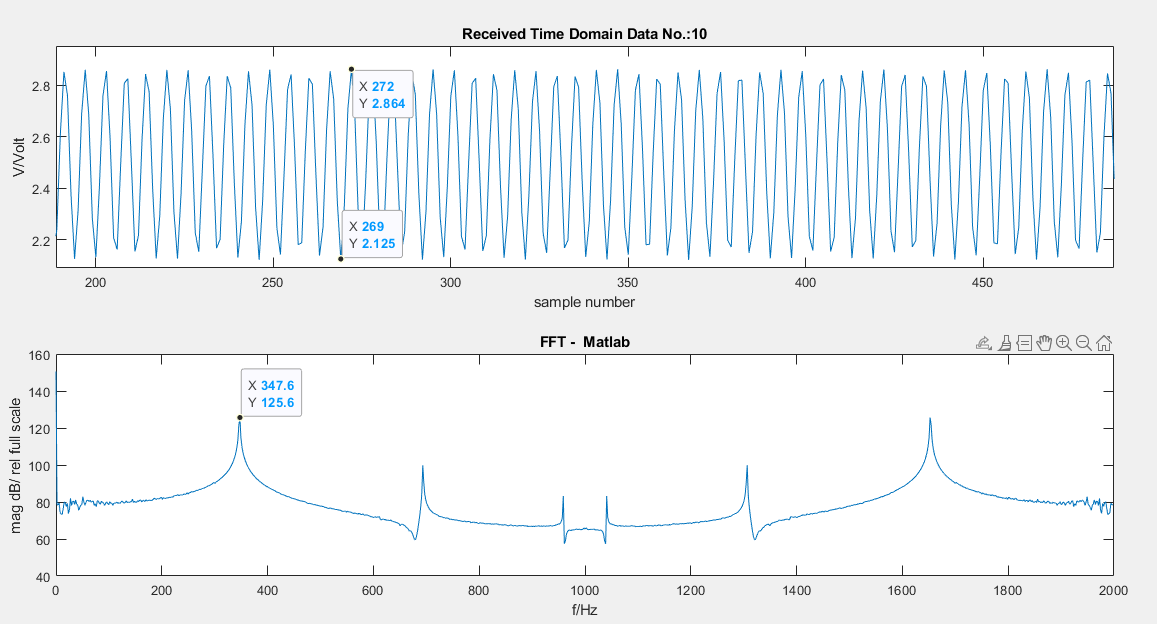 Received Time Domain Data No.:10
V/Volt
2.8
2.6
2.4
2.2
X 272
Y 2.864
X 269
Y 2.125
200 250 300 350 400 450
sample number
FFT - Matlab
mag dB/ rel full scale
160
140
120
100
80
60
40
X 347.6
Y 125.6
0 200 400 600 800 1000 1200 1400 1600 1800 2000
f/Hz